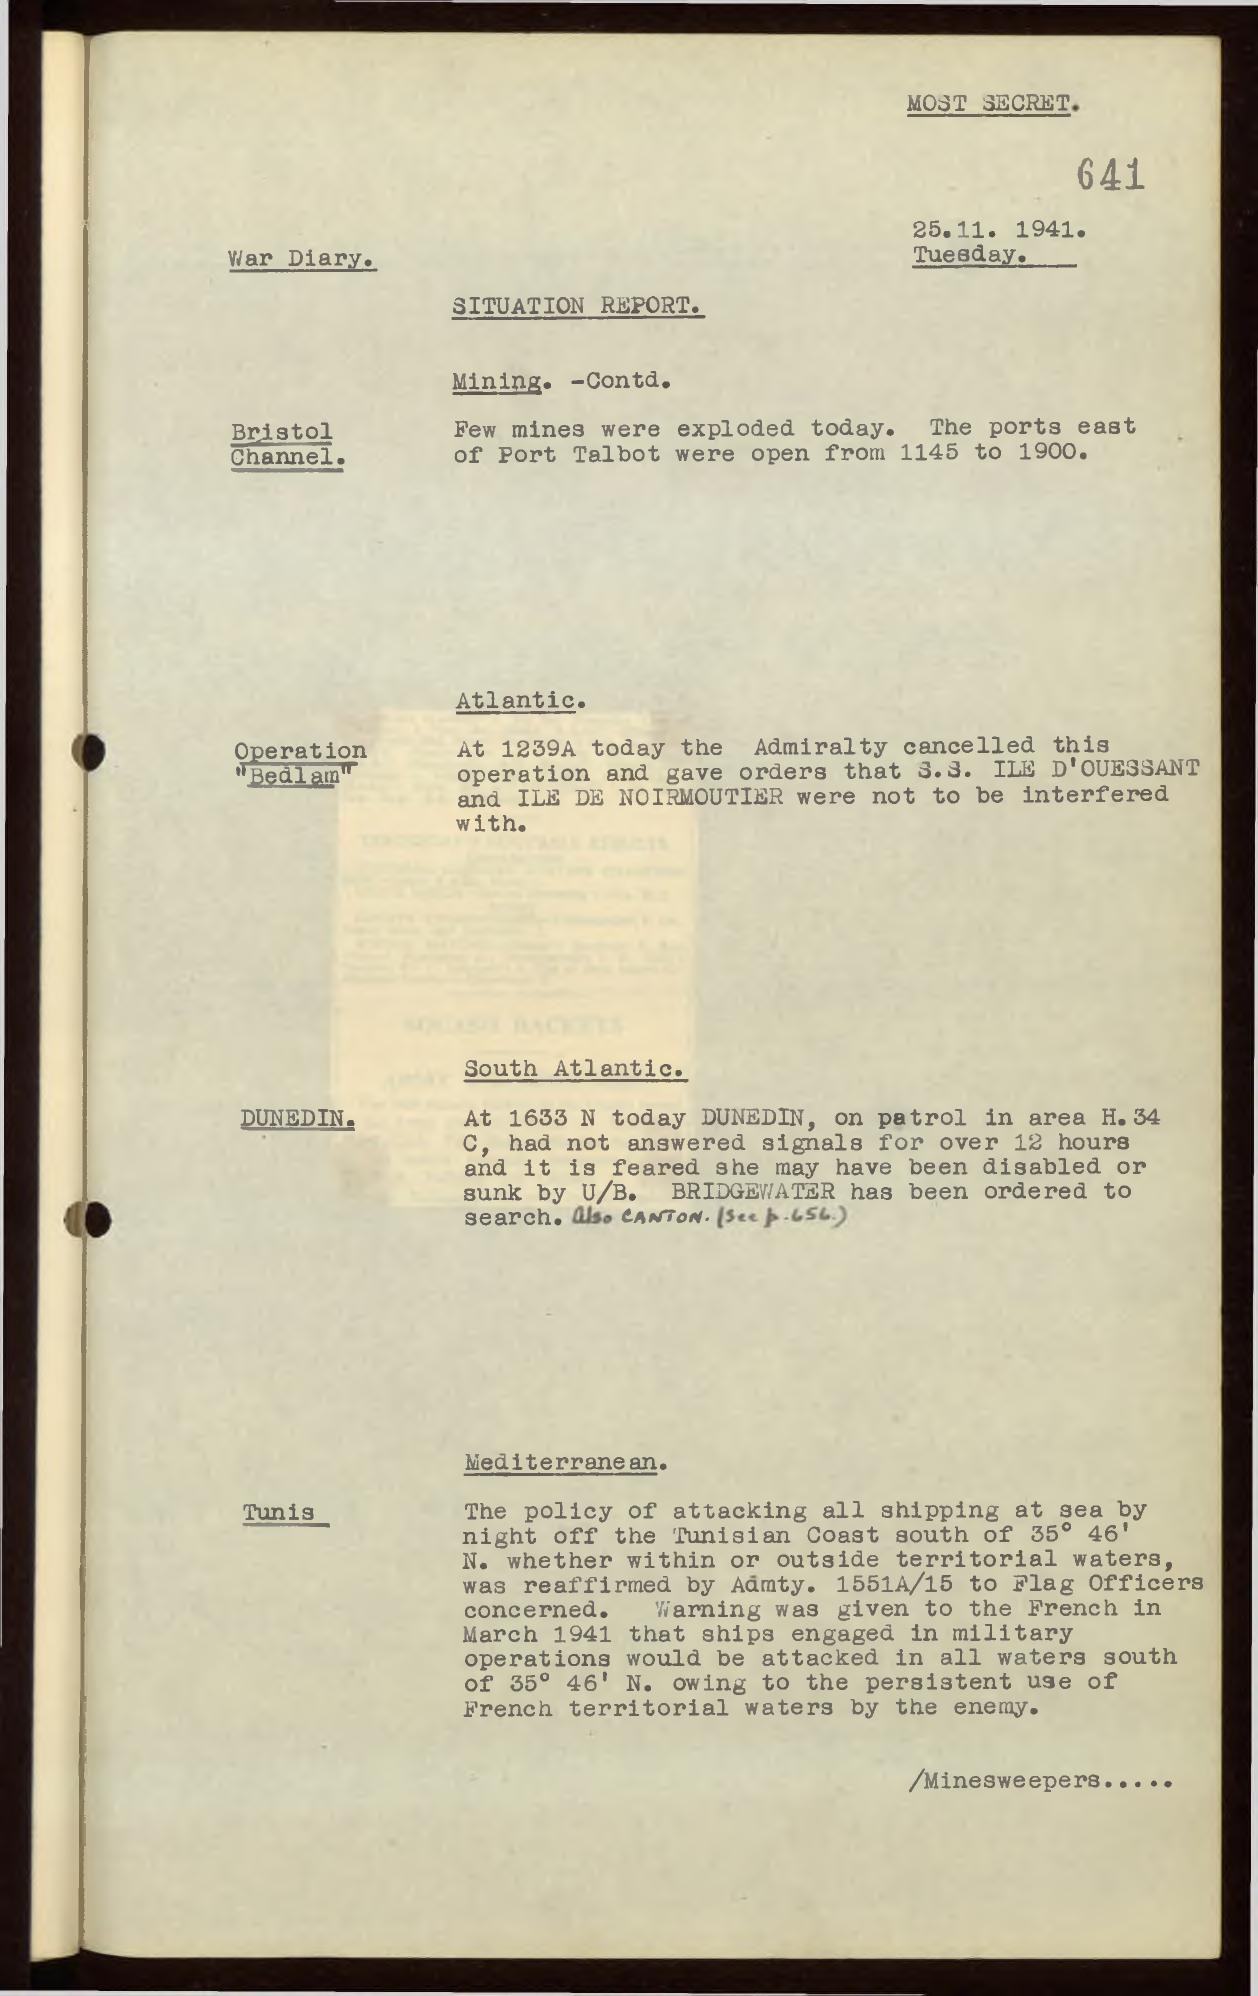 MOST SECRET.
641
25.11. 1941.
Tuesday.
War Diary.
SITUATION REPORT.
Mining. -Contd.
Bristol
Channel.
Few mines were exploded today. The ports east
of Port Talbot were open from 1145 to 1900.
Atlantic.
Operation
"Bedlam"
At 1239A today the Admiralty cancelled this
operation and gave orders that S.S. ILE D'OUESSANT
and ILE DE NOIRMOUTIER were not to be interfered
with.
SQUASH RACKETS
South Atlantic.
DUNEDIN.
At 1633 N today DUNEDIN, on patrol in area H.34
C, had not answered signals for over 12 hours
and it is feared she may have been disabled or
sunk by U/B. BRIDGEWATER has been ordered to
search. Also CANTON. (See p.656.)
Mediterranean.
Tunis
The policy of attacking all shipping at sea by
night off the Tunisian Coast south of 35° 46'
N. whether within or outside territorial waters,
was reaffirmed by Admty. 1551A/15 to Flag Officers
concerned. Warning was given to the French in
March 1941 that ships engaged in military
operations would be attacked in all waters south
of 35° 46' N. owing to the persistent use of
French territorial waters by the enemy.
/Minesweepers.....